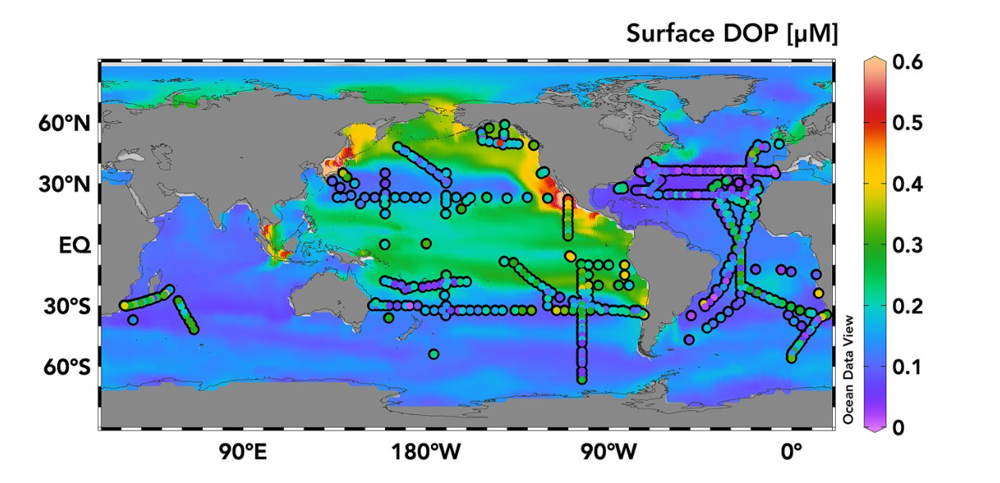 Surface DOP [µM]
0.6
60°N
0.5
30°N
0.4
EQ
0.3
30°S
0.2
60°S
0.1
Ocean Data View
0
90°E
180°W
90°W
0°